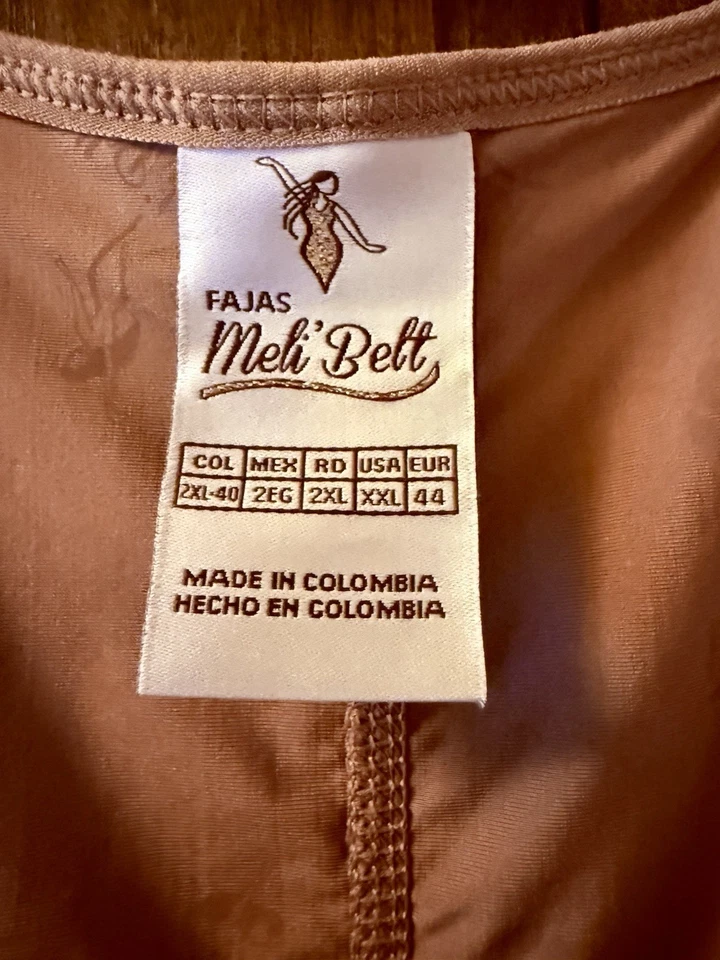 FAJAS
Meli'Belt
COL MEX RD USA EUR
2XL-40 2EG 2XL XXL 44
MADE IN COLOMBIA
HECHO EN COLOMBIA